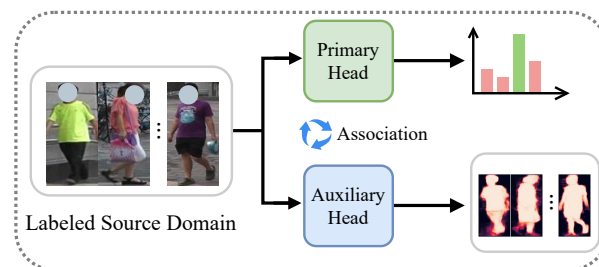 Primary
Head
Association
Auxiliary
Head
Labeled Source Domain